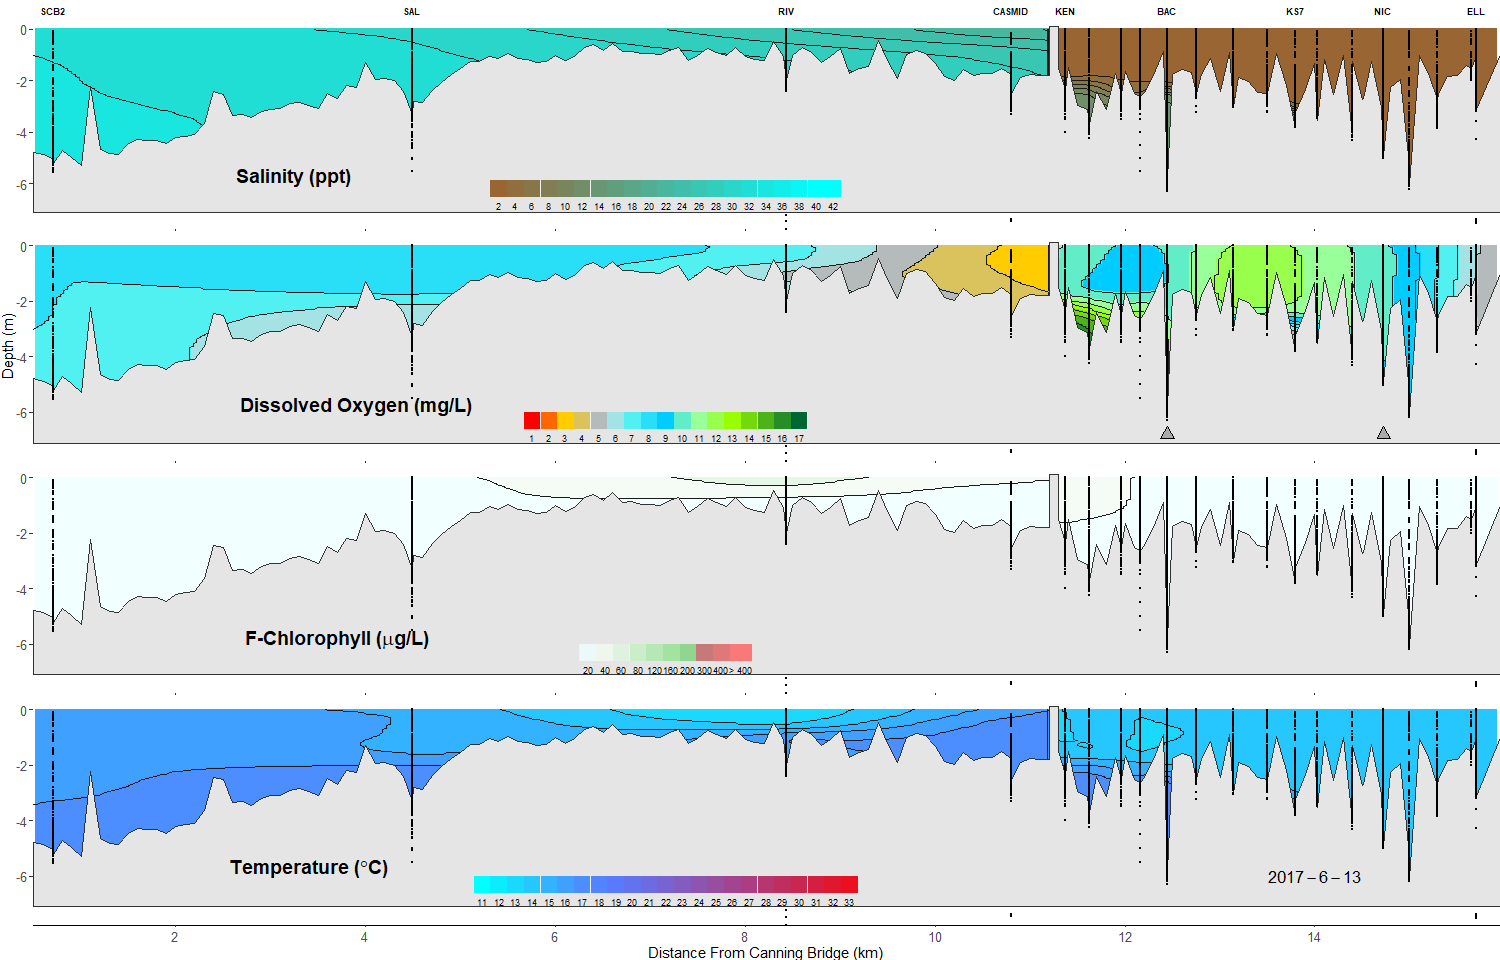 SCB2 SAL RIV CASMID KEN BAC KS7 NIC ELL
0
-2
-4
-6
Salinity (ppt)
2 4 6 8 10 12 14 16 18 20 22 24 26 28 30 32 34 36 38 40 42
0
-2
-4
-6
Depth (m)
Dissolved Oxygen (mg/L)
1 2 3 4 5 6 7 8 9 10 11 12 13 14 15 16 17
0
-2
-4
-6
F-Chlorophyll (μg/L)
20 40 60 80 120 160 200 300 400 > 400
0
-2
-4
-6
Temperature (°C)
2017 – 6 – 13
11 12 13 14 15 16 17 18 19 20 21 22 23 24 25 26 27 28 29 30 31 32 33
2 4 6 8 10 12 14
Distance From Canning Bridge (km)